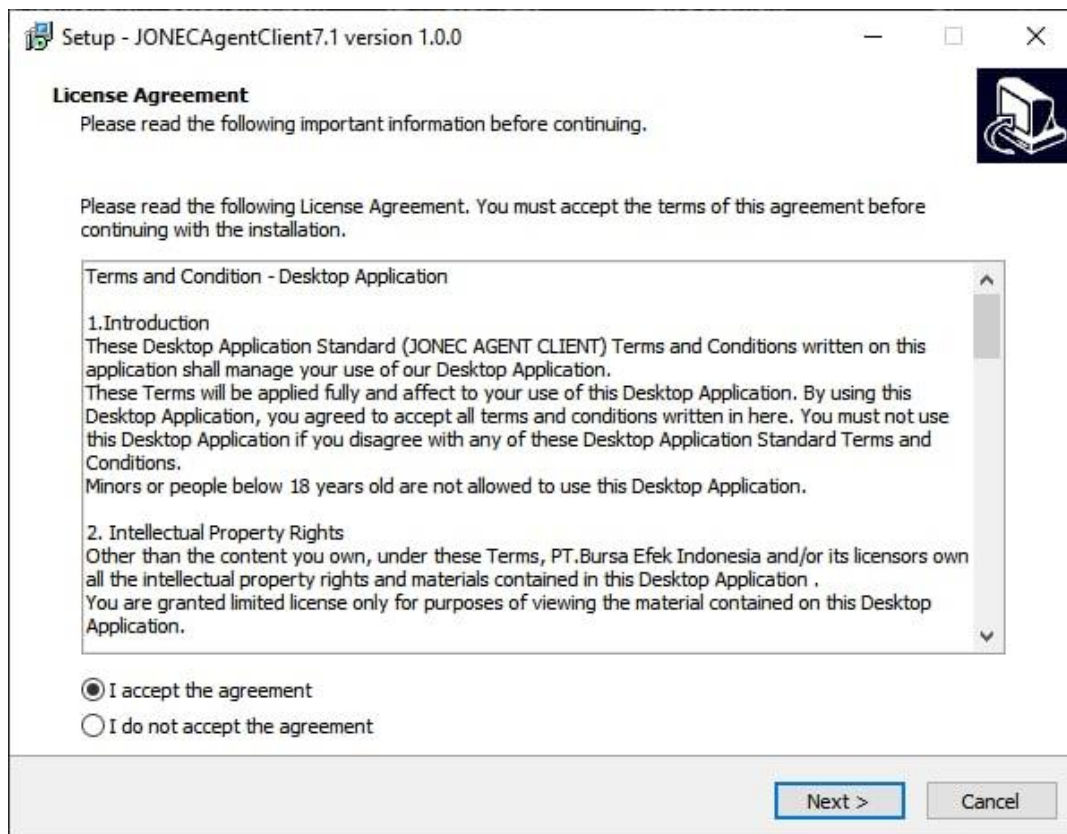 Setup - JONECAgentClient7.1 version 1.0.0
License Agreement
Please read the following important information before continuing.
Please read the following License Agreement. You must accept the terms of this agreement before
continuing with the installation.
Terms and Condition - Desktop Application
1.Introduction
These Desktop Application Standard (JONEC AGENT CLIENT) Terms and Conditions written on this
application shall manage your use of our Desktop Application.
These Terms will be applied fully and affect to your use of this Desktop Application. By using this
Desktop Application, you agreed to accept all terms and conditions written in here. You must not use
this Desktop Application if you disagree with any of these Desktop Application Standard Terms and
Conditions.
Minors or people below 18 years old are not allowed to use this Desktop Application.
2. Intellectual Property Rights
Other than the content you own, under these Terms, PT.Bursa Efek Indonesia and/or its licensors own
all the intellectual property rights and materials contained in this Desktop Application .
You are granted limited license only for purposes of viewing the material contained on this Desktop
Application.
I accept the agreement
I do not accept the agreement
Next >
Cancel